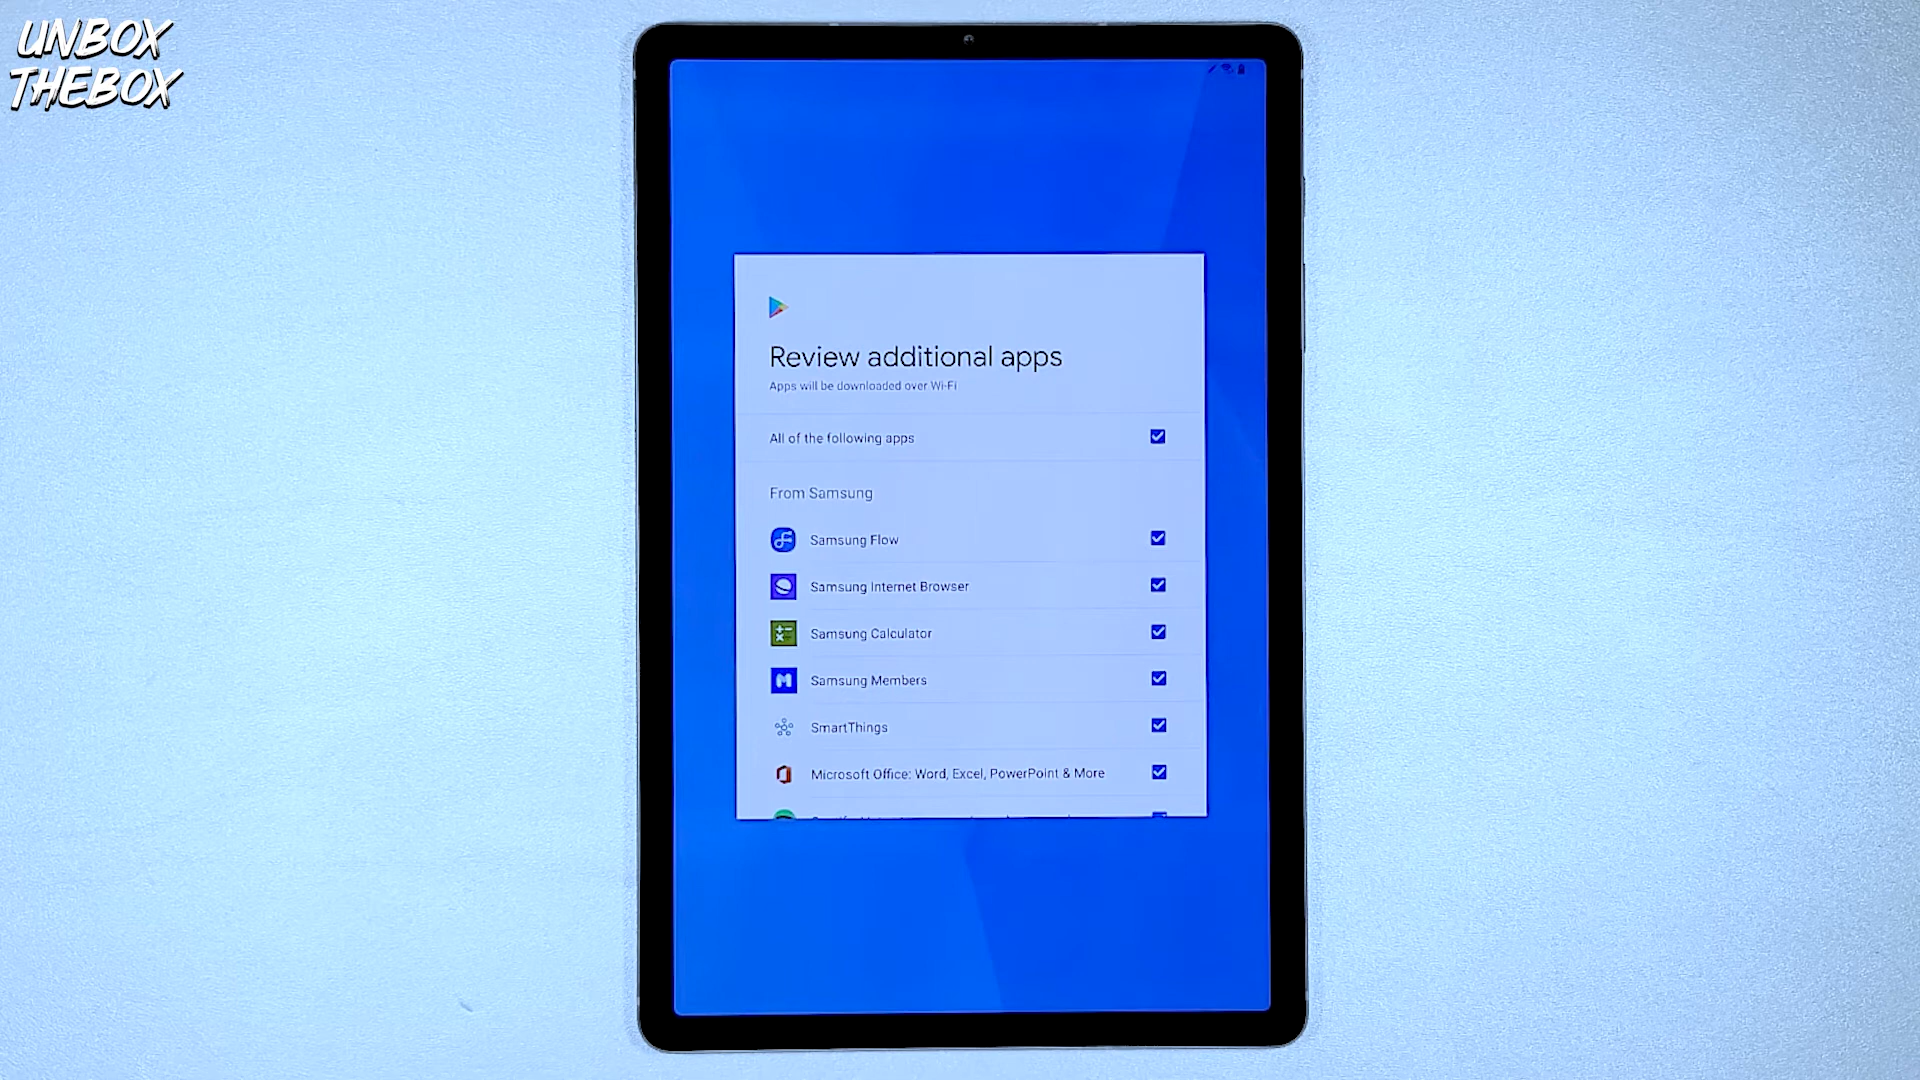 UNBOX
THEBOX
Review additional apps
Apps will be downloaded over Wi-Fi
All of the following apps
From Samsung
Samsung Flow
Samsung Internet Browser
Samsung Calculator
Samsung Members
SmartThings
Microsoft Office: Word, Excel, PowerPoint & More